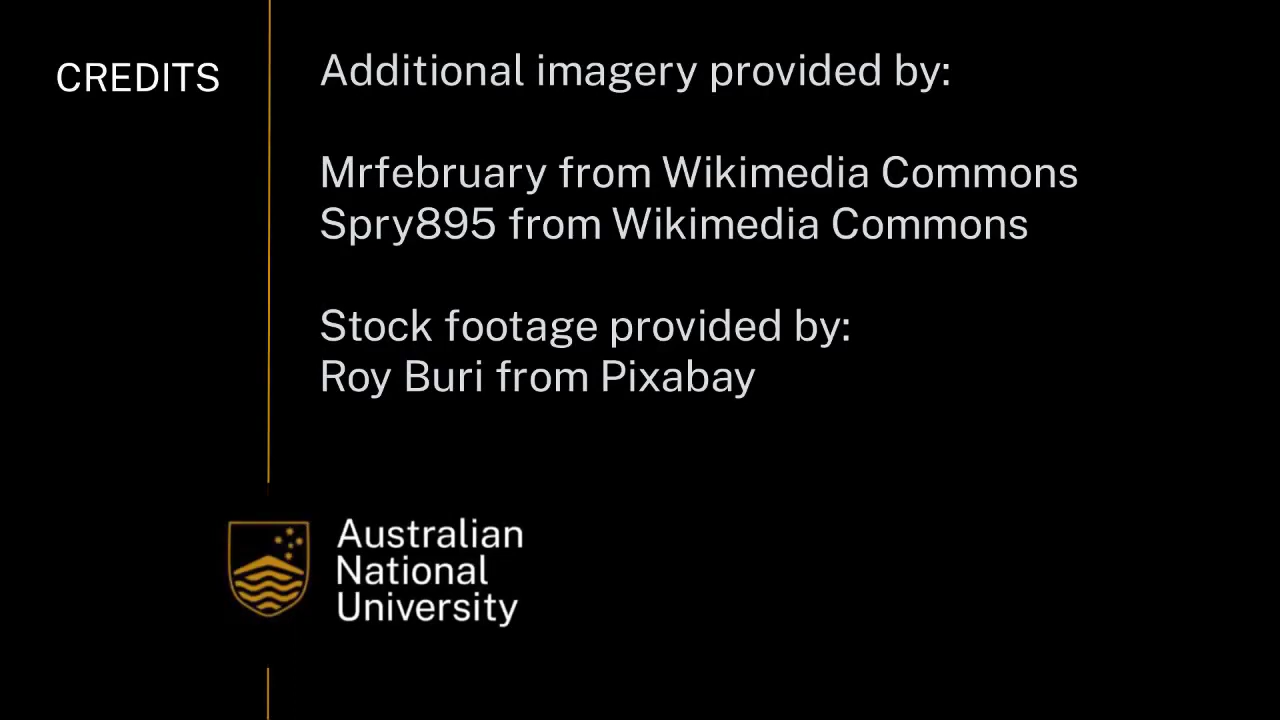 CREDITS
Additional imagery provided by:
Mrfebruary from Wikimedia Commons
Spry895 from Wikimedia Commons
Stock footage provided by:
Roy Buri from Pixabay
Australian
National
University